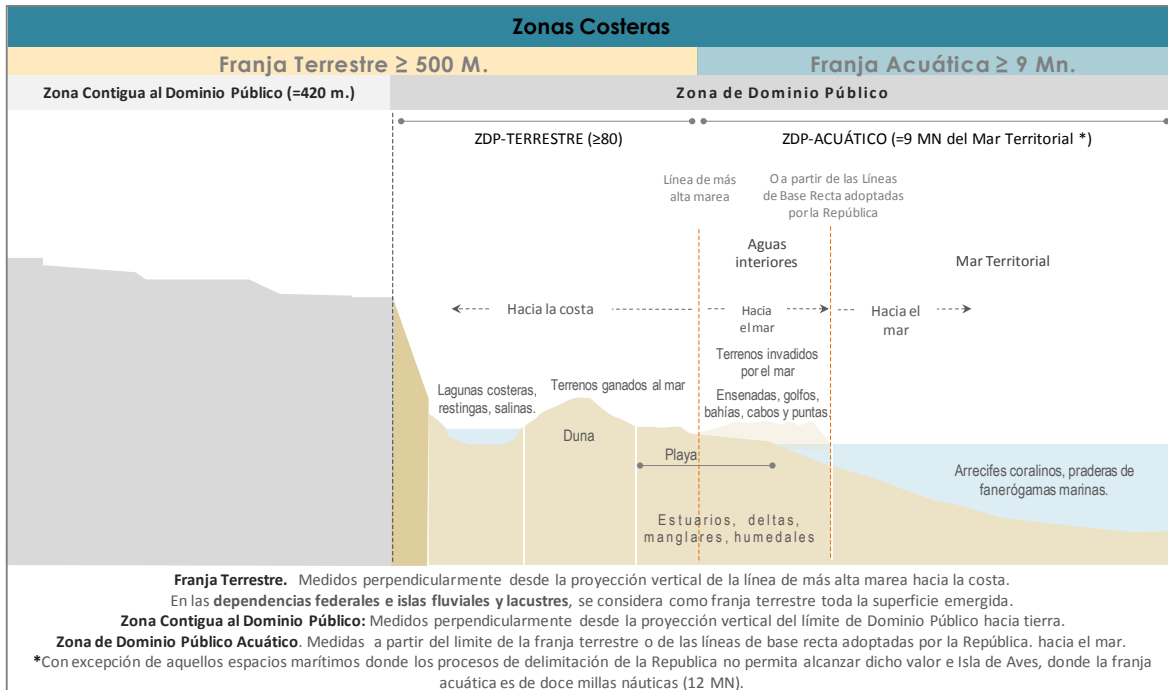 Zonas Costeras
Franja Terrestre ≥ 500 M.
Franja Acuática ≥ 9 Mn.
Zona Contigua al Dominio Público (=420 m.)
Zona de Dominio Público
ZDP-TERRESTRE (≥80)
ZDP-ACUÁTICO (=9 MN del Mar Territorial *)
Línea de más
alta marea
O a partir de las Líneas
de Base Recta adoptadas
por la República
Aguas
interiores
Mar Territorial
Hacia la costa
Hacia
el mar
Hacia el
mar
Terrenos invadidos
por el mar
Lagunas costeras,
restingas, salinas.
Terrenos ganados al mar
Ensenadas, golfos,
bahías, cabos y puntas.
Duna
Playa
Arrecifes coralinos, praderas de
fanerógamas marinas.
Estuarios, deltas,
manglares, humedales
Franja Terrestre. Medidos perpendicularmente desde la proyección vertical de la línea de más alta marea hacia la costa.
En las dependencias federales e islas fluviales y lacustres, se considera como franja terrestre toda la superficie emergida.
Zona Contigua al Dominio Público: Medidos perpendicularmente desde la proyección vertical del límite de Dominio Público hacia tierra.
Zona de Dominio Público Acuático. Medidas a partir del limite de la franja terrestre o de las líneas de base recta adoptadas por la República. hacia el mar.
*Con excepción de aquellos espacios marítimos donde los procesos de delimitación de la Republica no permita alcanzar dicho valor e Isla de Aves, donde la franja
acuática es de doce millas náuticas (12 MN).